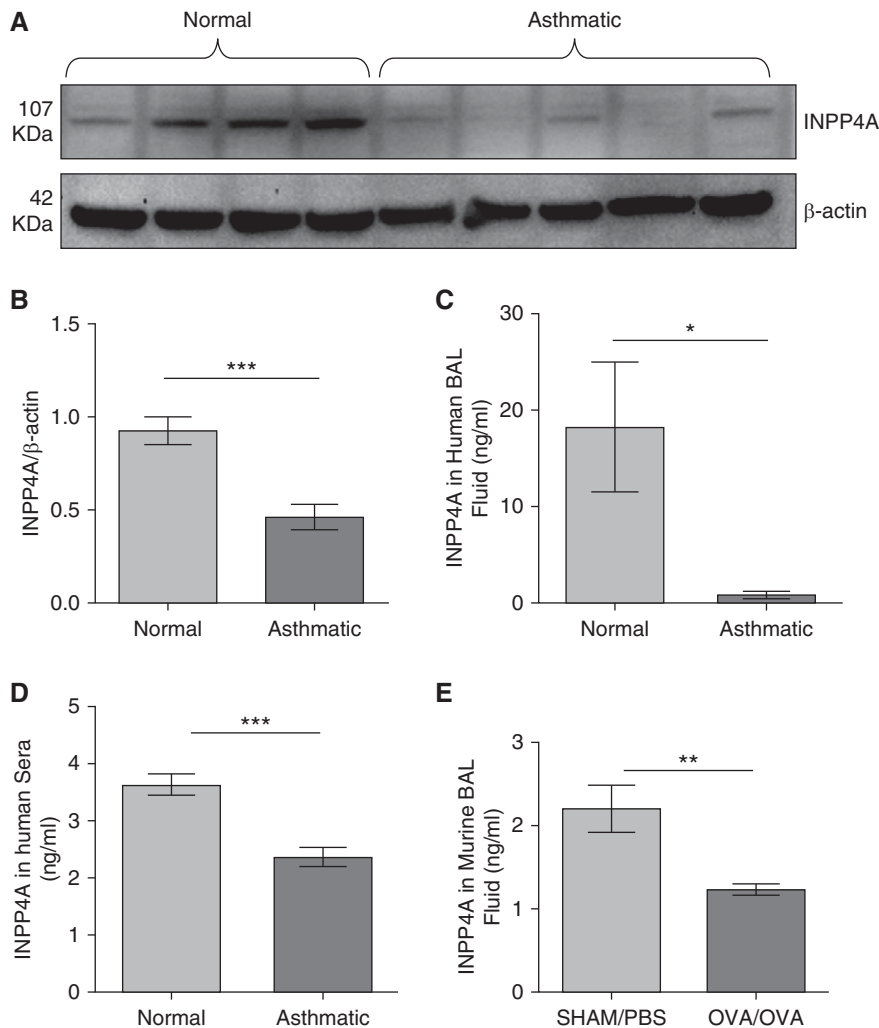 A
Normal
Asthmatic
107
KDa
INPP4A
42
KDa
β-actin
B
INPP4A/β-actin
1.5
1.0
0.5
0.0
***
Normal
Asthmatic
C
INPP4A in Human BAL
Fluid (ng/ml)
30
20
10
0
*
Normal
Asthmatic
D
INPP4A in human Sera
(ng/ml)
5
4
3
2
1
0
***
Normal
Asthmatic
E
INPP4A in Murine BAL
Fluid (ng/ml)
3
2
1
0
**
SHAM/PBS
OVA/OVA